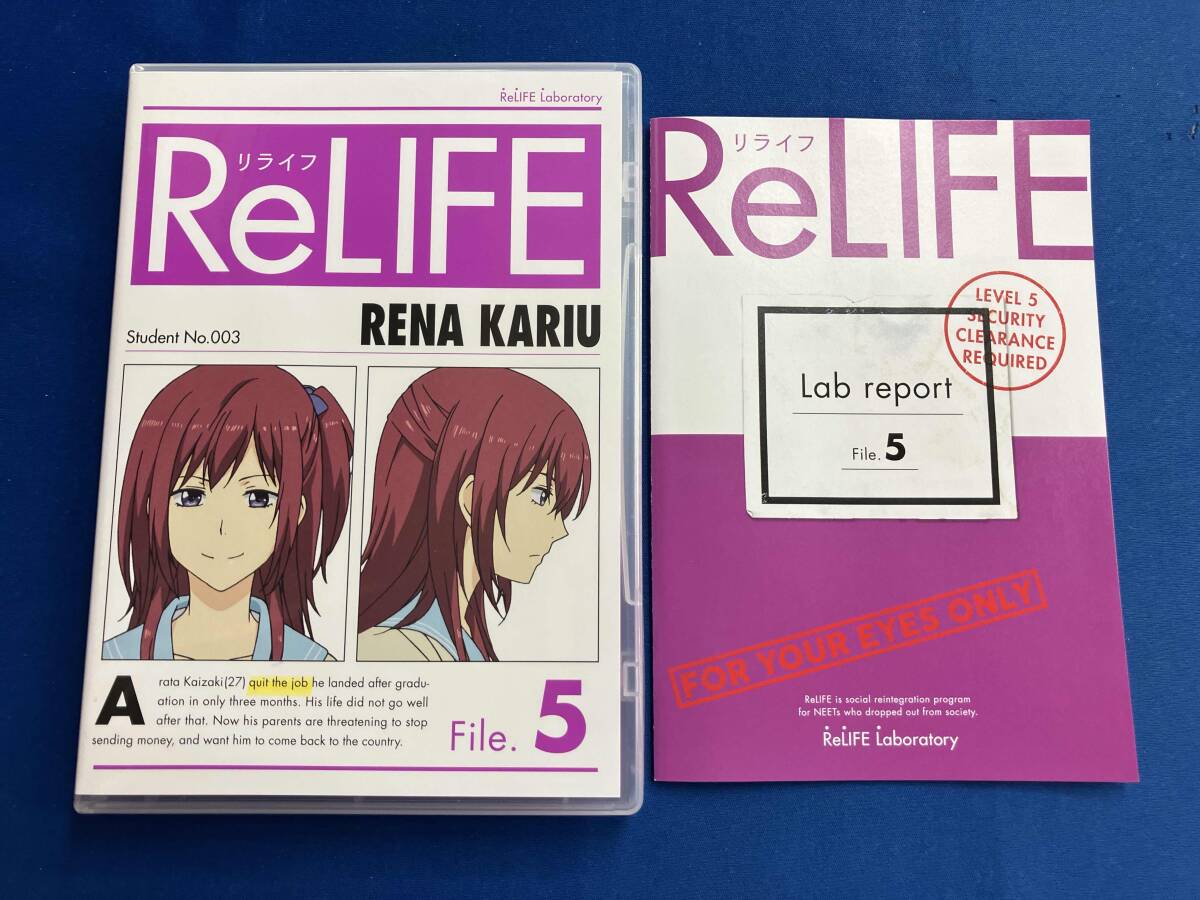 ReLIFE Laboratory
リライフ
ReLIFE
Student No.003
RENA KARIU
Arata Kaizaki(27) quit the job he landed after gradu-
ation in only three months. His life did not go well
after that. Now his parents are threatening to stop
sending money, and want him to come back to the country.
File. 5
リライフ
ReLIFE
LEVEL 5
SECURITY
CLEARANCE
REQUIRED
Lab report
File. 5
FOR YOUR EYES ONLY
ReLIFE is social reintegration program
for NEETs who dropped out from society.
ReLIFE Laboratory